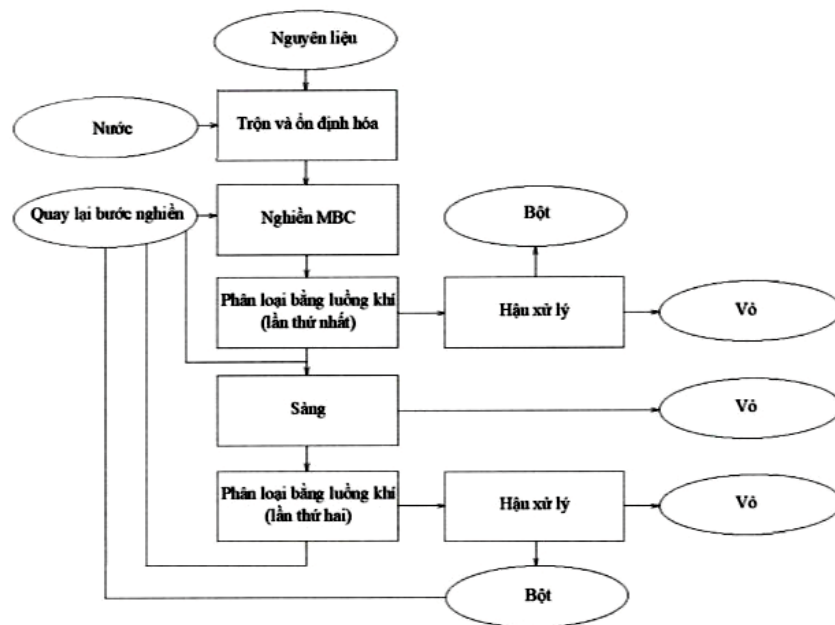 Nguyên liệu
Nước
Trộn và ổn định hóa
Quay lại bước nghiền
Nghiền MBC
Bột
Phân loại bằng luồng khí
(lần thứ nhất)
Hậu xử lý
Vỏ
Sàng
Vỏ
Phân loại bằng luồng khí
(lần thứ hai)
Hậu xử lý
Vỏ
Bột